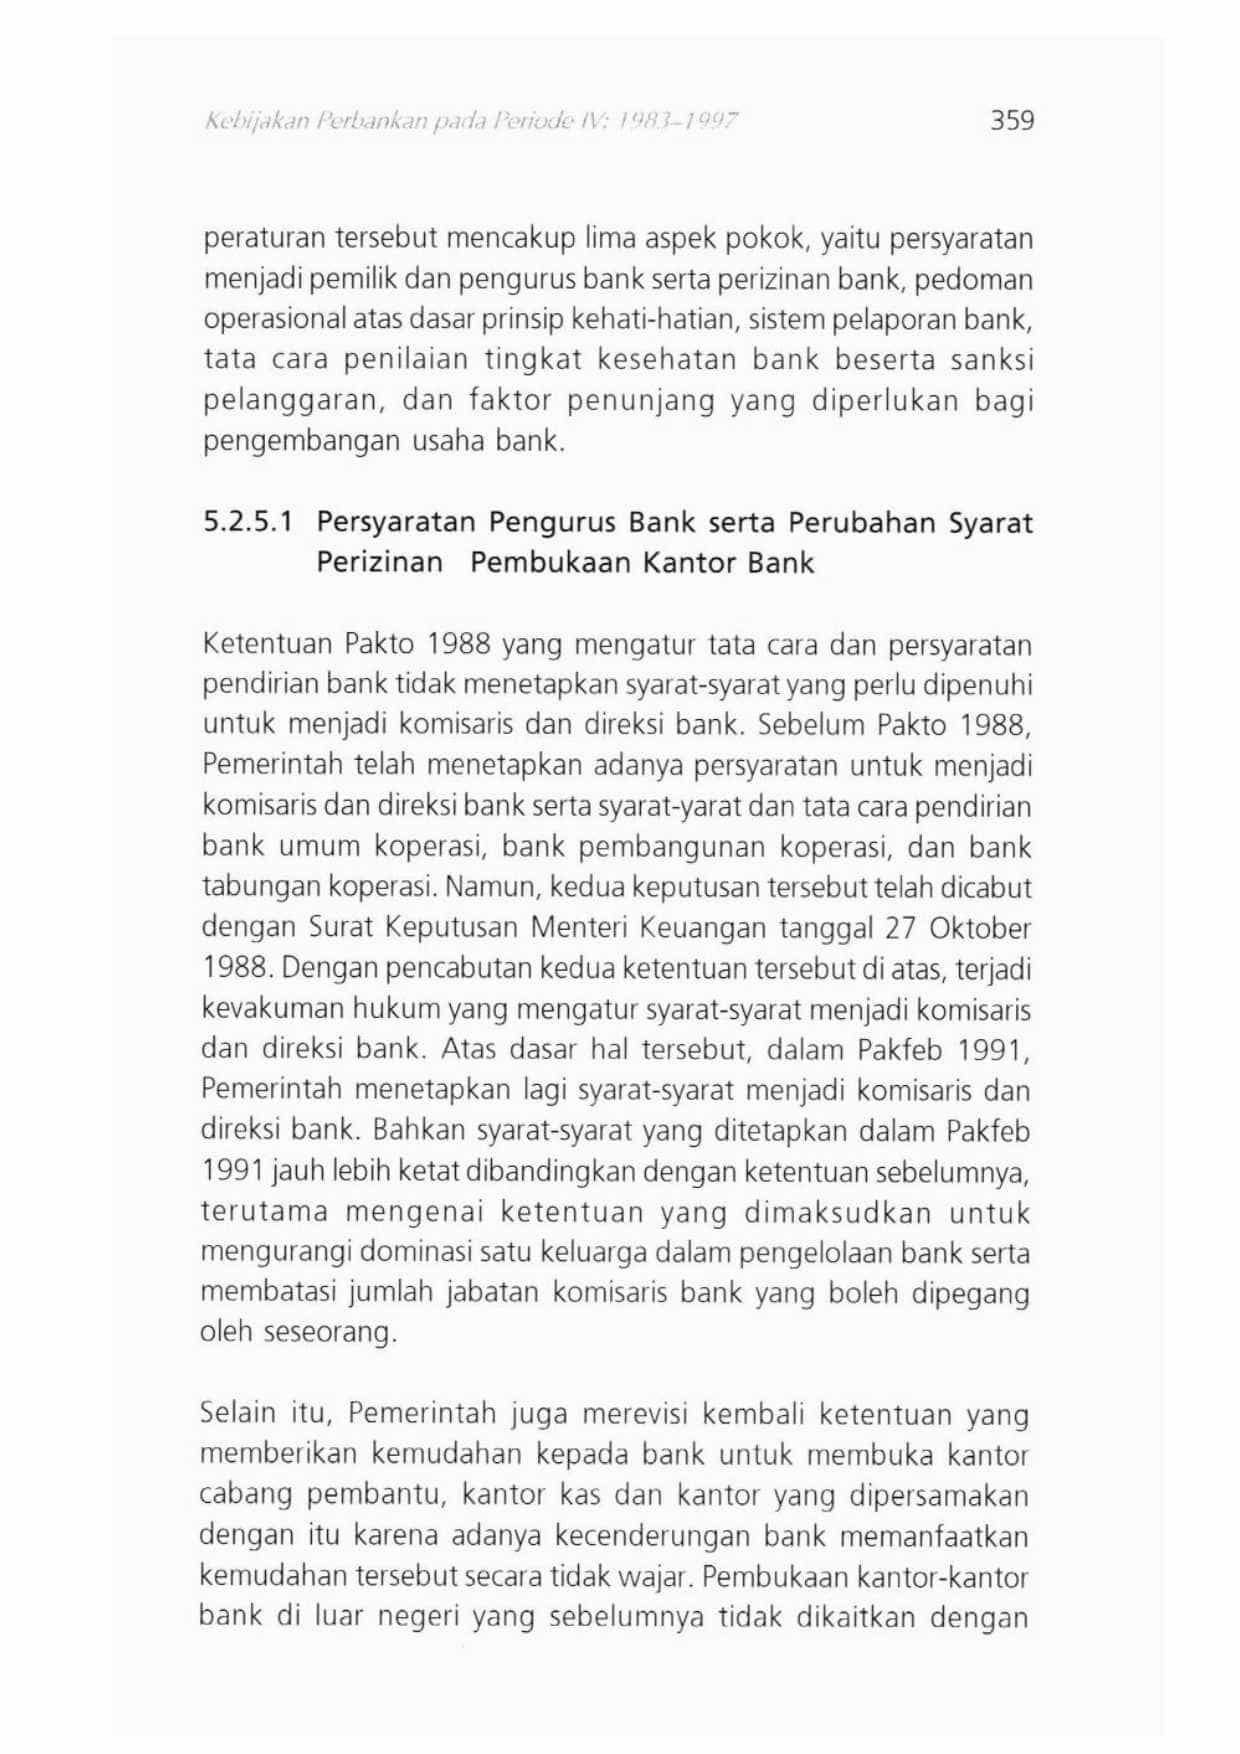 Kebijakan Perbankan pada Periode IV: 1983–1997 359
peraturan tersebut mencakup lima aspek pokok, yaitu persyaratan
menjadi pemilik dan pengurus bank serta perizinan bank, pedoman
operasional atas dasar prinsip kehati-hatian, sistem pelaporan bank,
tata cara penilaian tingkat kesehatan bank beserta sanksi
pelanggaran, dan faktor penunjang yang diperlukan bagi
pengembangan usaha bank.
5.2.5.1 Persyaratan Pengurus Bank serta Perubahan Syarat
Perizinan Pembukaan Kantor Bank
Ketentuan Pakto 1988 yang mengatur tata cara dan persyaratan
pendirian bank tidak menetapkan syarat-syarat yang perlu dipenuhi
untuk menjadi komisaris dan direksi bank. Sebelum Pakto 1988,
Pemerintah telah menetapkan adanya persyaratan untuk menjadi
komisaris dan direksi bank serta syarat-yarat dan tata cara pendirian
bank umum koperasi, bank pembangunan koperasi, dan bank
tabungan koperasi. Namun, kedua keputusan tersebut telah dicabut
dengan Surat Keputusan Menteri Keuangan tanggal 27 Oktober
1988. Dengan pencabutan kedua ketentuan tersebut di atas, terjadi
kevakuman hukum yang mengatur syarat-syarat menjadi komisaris
dan direksi bank. Atas dasar hal tersebut, dalam Pakfeb 1991,
Pemerintah menetapkan lagi syarat-syarat menjadi komisaris dan
direksi bank. Bahkan syarat-syarat yang ditetapkan dalam Pakfeb
1991 jauh lebih ketat dibandingkan dengan ketentuan sebelumnya,
terutama mengenai ketentuan yang dimaksudkan untuk
mengurangi dominasi satu keluarga dalam pengelolaan bank serta
membatasi jumlah jabatan komisaris bank yang boleh dipegang
oleh seseorang.
Selain itu, Pemerintah juga merevisi kembali ketentuan yang
memberikan kemudahan kepada bank untuk membuka kantor
cabang pembantu, kantor kas dan kantor yang dipersamakan
dengan itu karena adanya kecenderungan bank memanfaatkan
kemudahan tersebut secara tidak wajar. Pembukaan kantor-kantor
bank di luar negeri yang sebelumnya tidak dikaitkan dengan